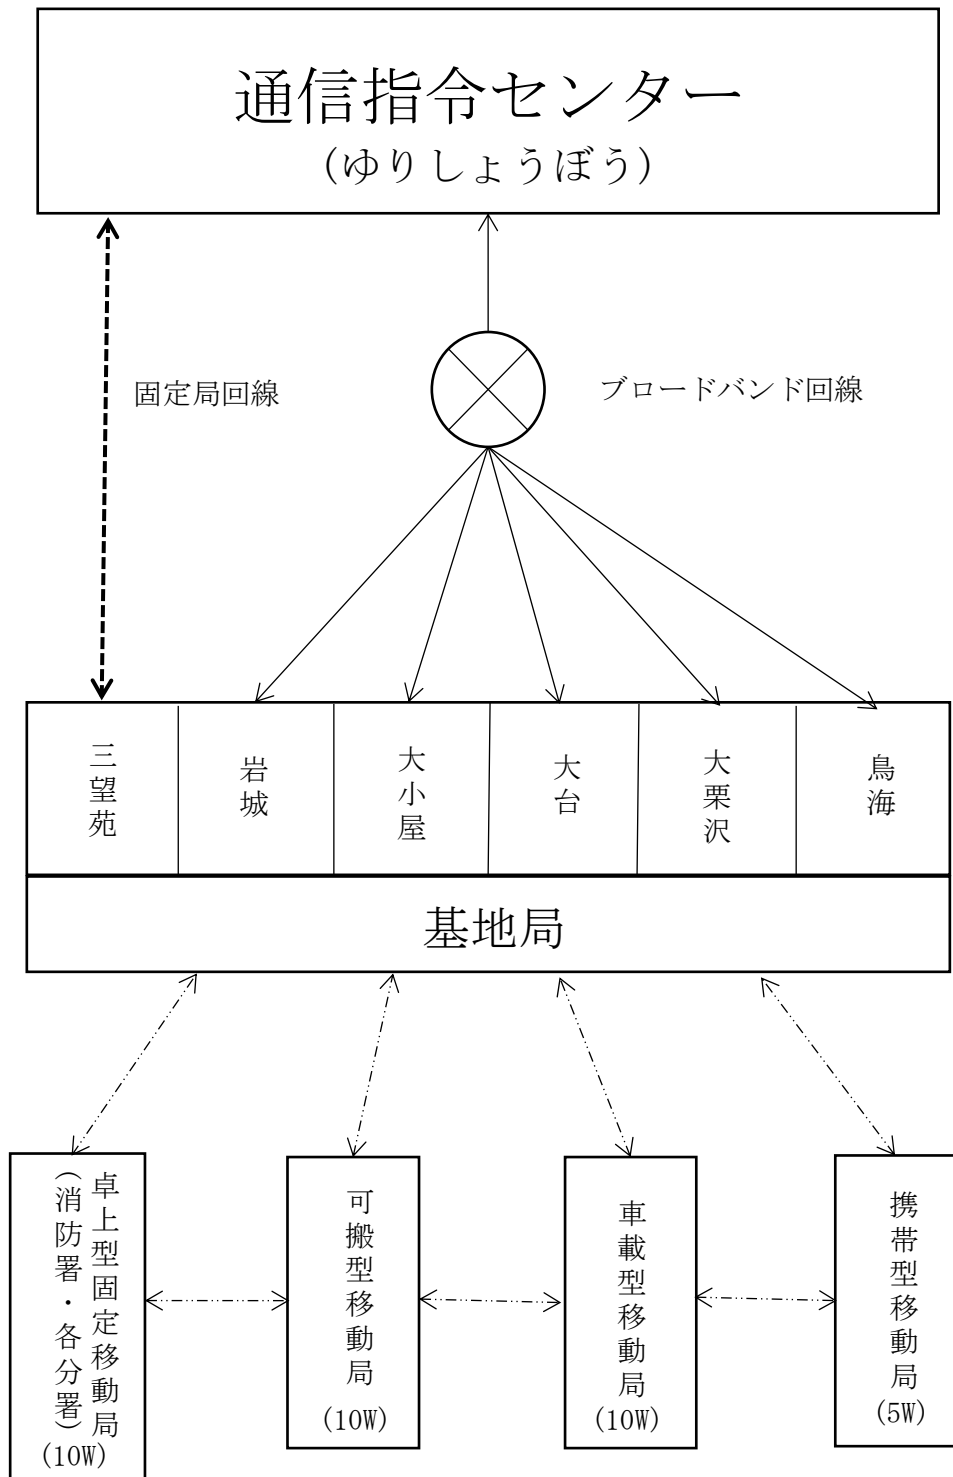 通信指令センター
(ゆりしょうぼう)
固定局回線
ブロードバンド回線
三望苑
岩城
大小屋
大台
大栗沢
鳥海
基地局
卓上型固定移動局
(消防署・各分署)
(10W)
可搬型移動局
(10W)
車載型移動局
(10W)
携帯型移動局
(5W)